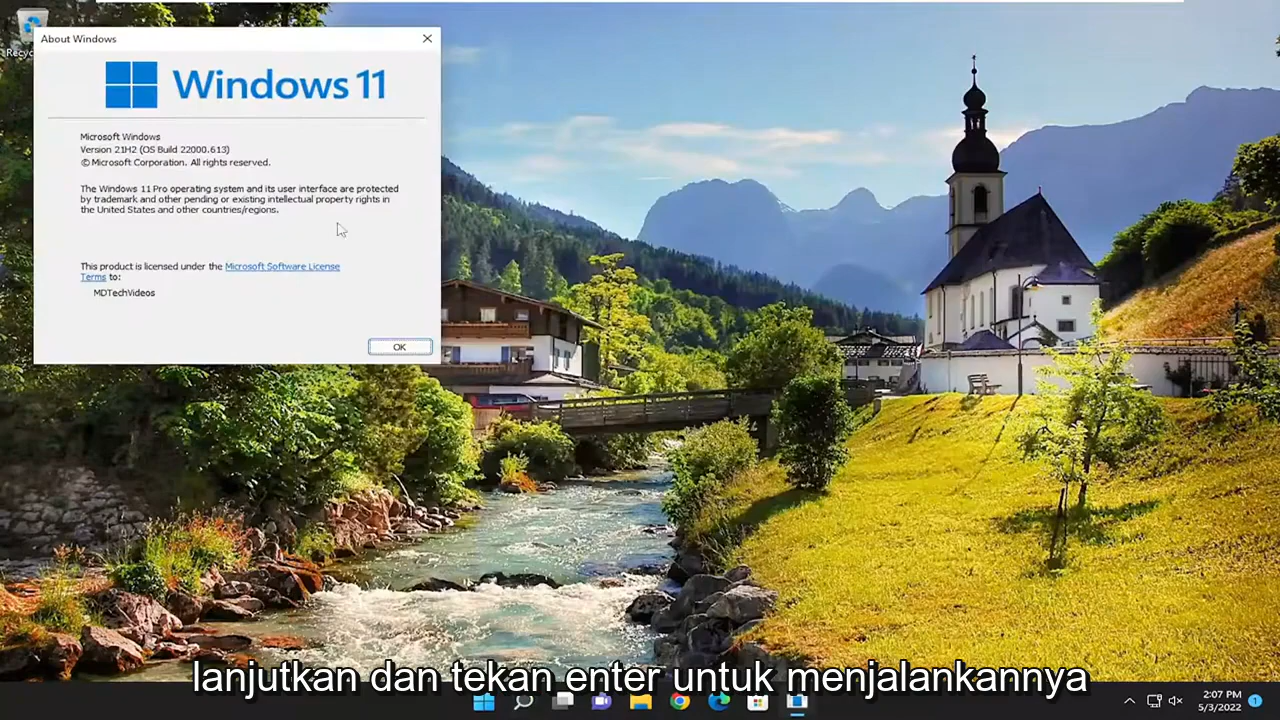 Recyc
About Windows
Windows 11
Microsoft Windows
Version 21H2 (OS Build 22000.613)
© Microsoft Corporation. All rights reserved.
The Windows 11 Pro operating system and its user interface are protected
by trademark and other pending or existing intellectual property rights in
the United States and other countries/regions.
This product is licensed under the Microsoft Software License
Terms to:
MDTechVideos
OK
lanjutkan dan tekan enter untuk menjalankannya
2:07 PM
5/3/2022
1